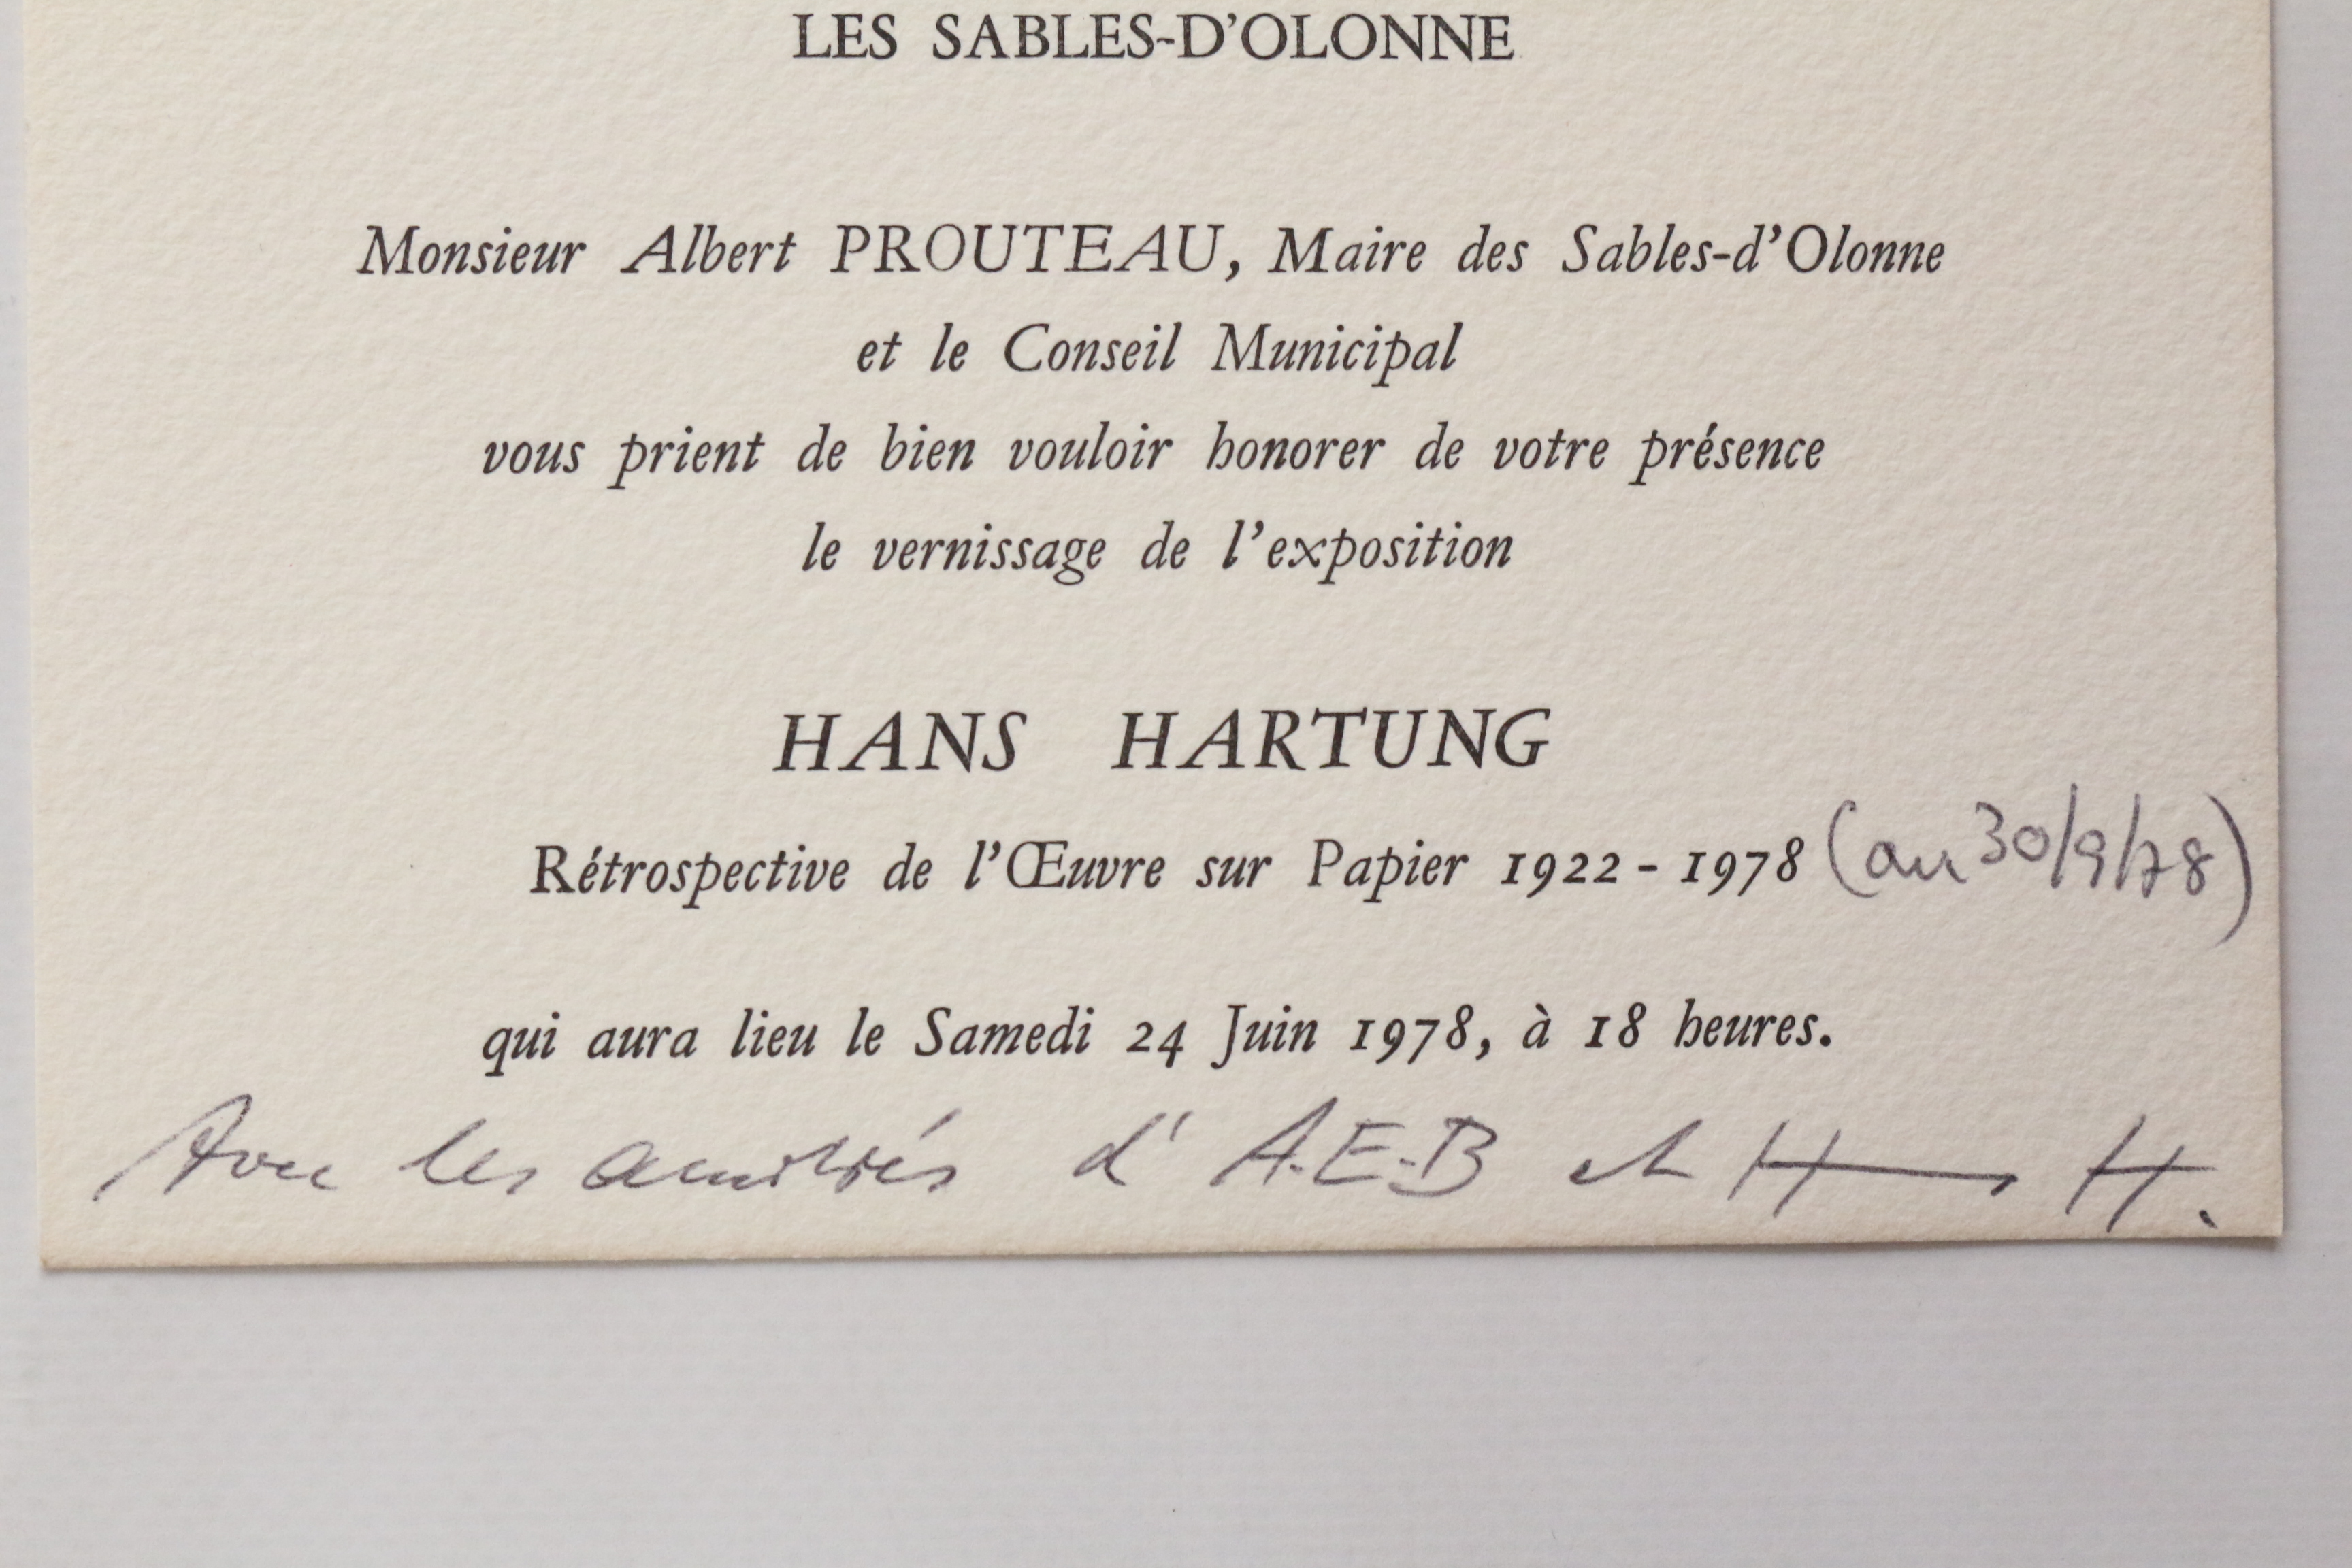 LES SABLES-D'OLONNE
Monsieur Albert PROUTEAU, Maire des Sables-d'Olonne
et le Conseil Municipal
vous prient de bien vouloir honorer de votre présence
le vernissage de l'exposition
HANS HARTUNG
Rétrospective de l'Œuvre sur Papier 1922 - 1978 (au 30/9/78)
qui aura lieu le Samedi 24 Juin 1978, à 18 heures.
Avec les amitiés d'A.E.B et H H.